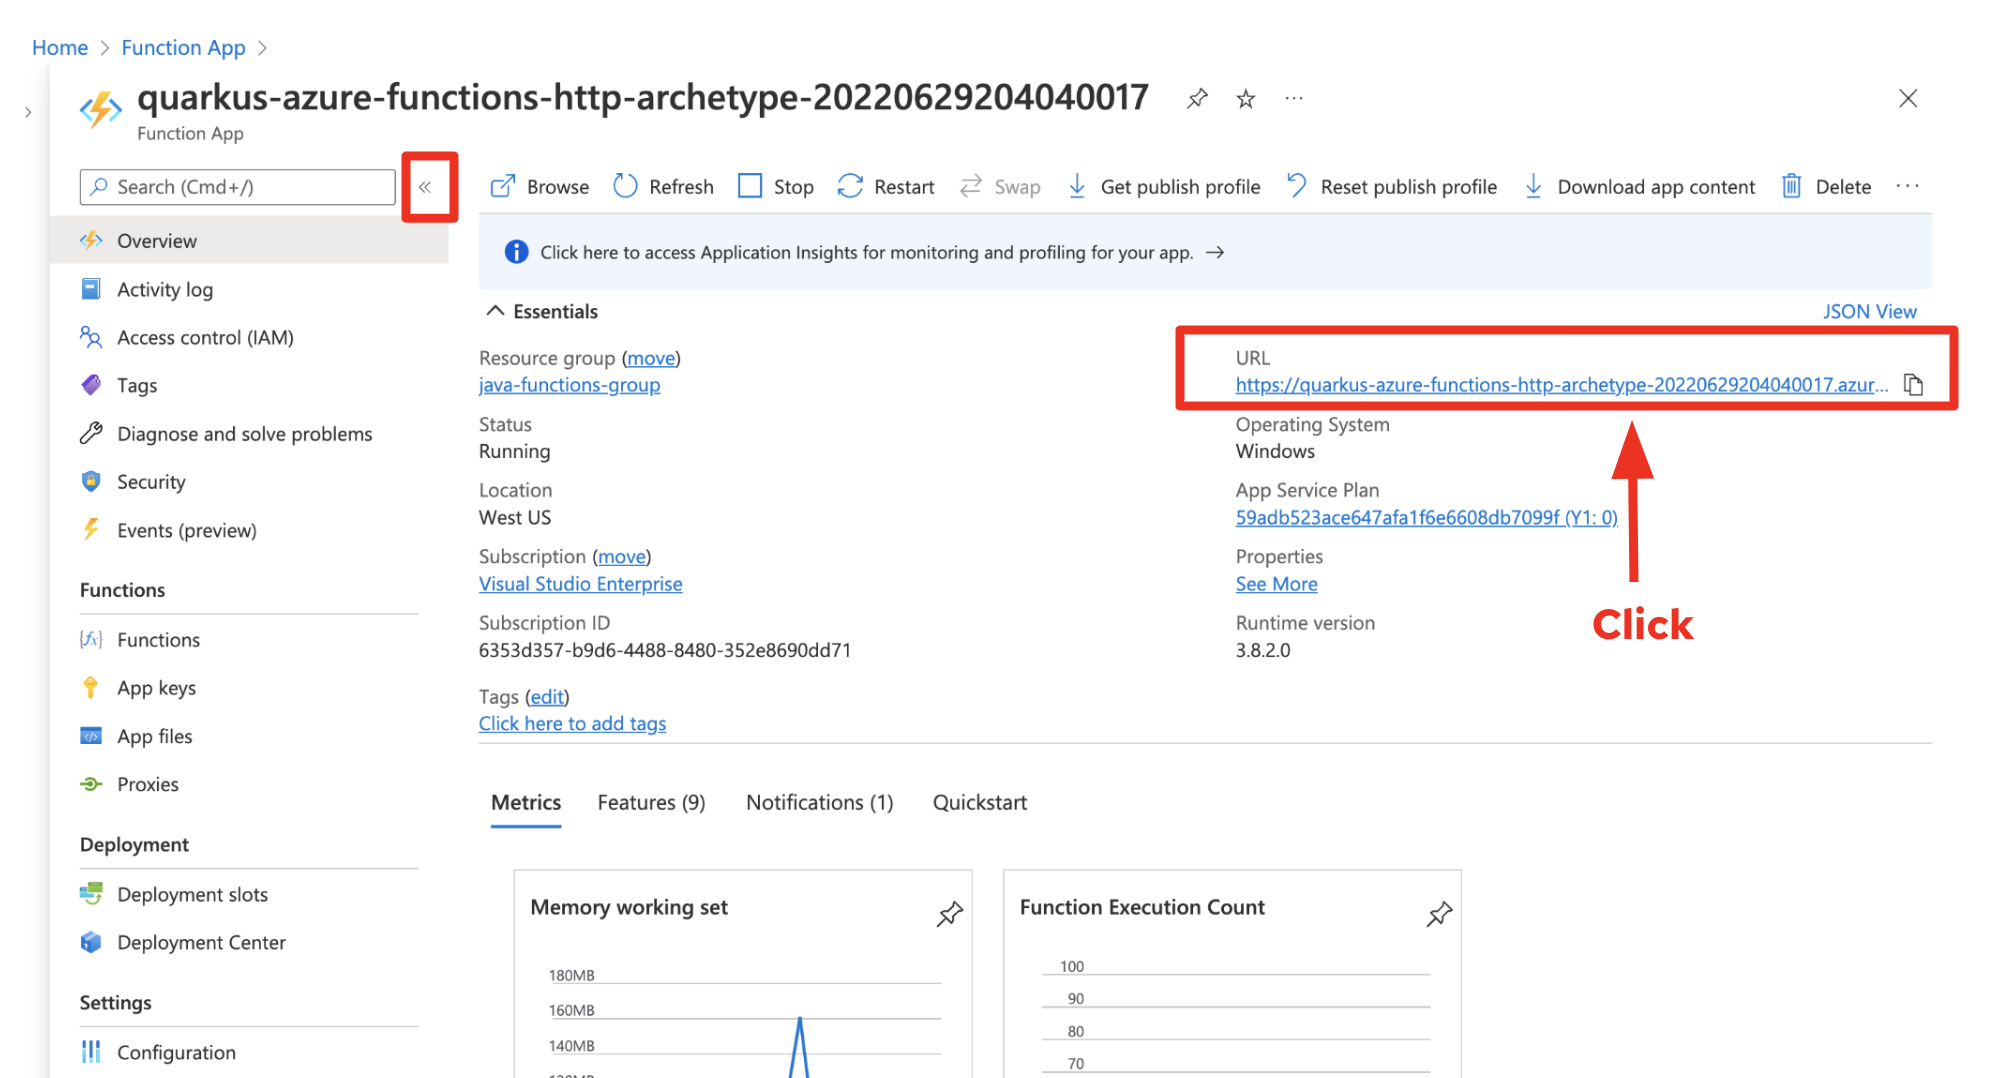 Home > Function App >
quarkus-azure-functions-http-archetype-20220629204040017
Function App
Search (Cmd+/)
«
Browse
Refresh
Stop
Restart
Swap
Get publish profile
Reset publish profile
Download app content
Delete
Overview
Activity log
Access control (IAM)
Tags
Diagnose and solve problems
Security
Events (preview)
Functions
Functions
App keys
App files
Proxies
Deployment
Deployment slots
Deployment Center
Settings
Configuration
Click here to access Application Insights for monitoring and profiling for your app. →
Essentials
JSON View
Resource group (move)
java-functions-group
Status
Running
Location
West US
Subscription (move)
Visual Studio Enterprise
Subscription ID
6353d357-b9d6-4488-8480-352e8690dd71
Tags (edit)
Click here to add tags
URL
https://quarkus-azure-functions-http-archetype-20220629204040017.azur...
Operating System
Windows
App Service Plan
59adb523ace647afa1f6e6608db7099f (Y1: 0)
Properties
See More
Runtime version
3.8.2.0
Click
Metrics
Features (9)
Notifications (1)
Quickstart
Memory working set
180MB
160MB
140MB
Function Execution Count
100
90
80
70